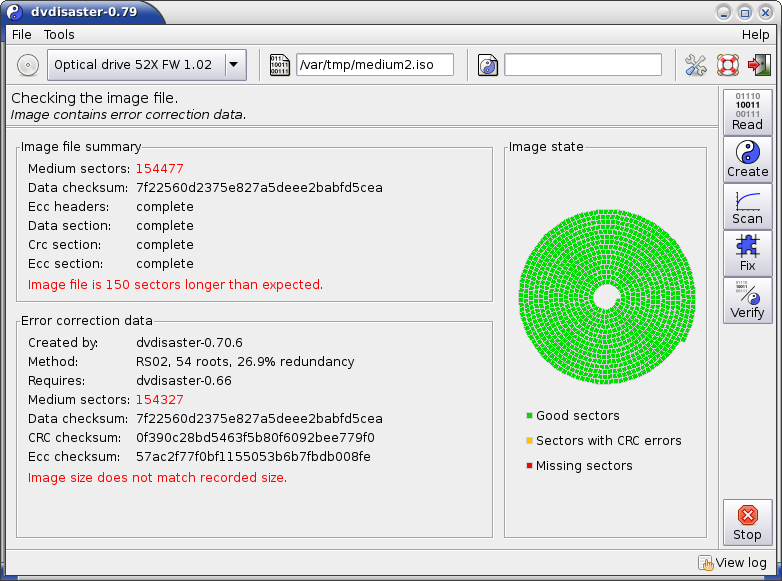 dvdisaster-0.79
File Tools Help
Optical drive 52X FW 1.02
/var/tmp/medium2.iso
Checking the image file.
Image contains error correction data.
Image file summary
Medium sectors: 154477
Data checksum: 7f22560d2375e827a5deee2babfd5cea
Ecc headers: complete
Data section: complete
Crc section: complete
Ecc section: complete
Image file is 150 sectors longer than expected.
Error correction data
Created by: dvdisaster-0.70.6
Method: RS02, 54 roots, 26.9% redundancy
Requires: dvdisaster-0.66
Medium sectors: 154327
Data checksum: 7f22560d2375e827a5deee2babfd5cea
CRC checksum: 0f390c28bd5463f5b80f6092bee779f0
Ecc checksum: 57ac2f77f0bf1155053b6b7fbdb008fe
Image size does not match recorded size.
Image state
Good sectors
Sectors with CRC errors
Missing sectors
01110
10011
00111
Read
Create
Scan
Fix
Verify
Stop
View log